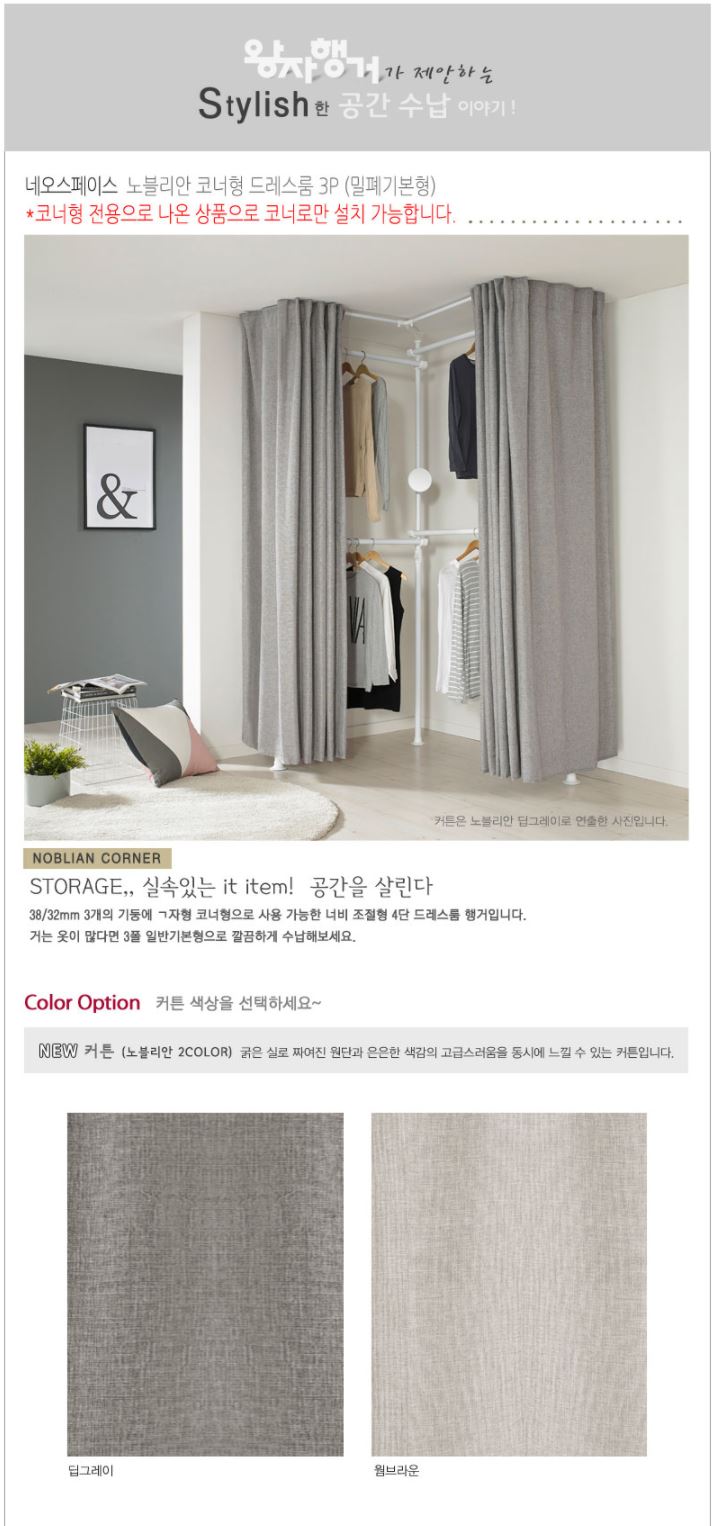 왕자행거가 제안하는
Stylish한 공간 수납 이야기!
네오스페이스 노블리안 코너형 드레스룸 3P (밀폐기본형)
*코너형 전용으로 나온 상품으로 코너로만 설치 가능합니다.
&
커튼은 노블리안 딥그레이로 연출한 사진입니다.
NOBLIAN CORNER
STORAGE,, 실속있는 it item! 공간을 살린다
38/32mm 3개의 기둥에 ㄱ자형 코너형으로 사용 가능한 너비 조절형 4단 드레스룸 행거입니다.
거는 옷이 많다면 3폴 일반기본형으로 깔끔하게 수납해보세요.
Color Option 커튼 색상을 선택하세요~
NEW 커튼 (노블리안 2COLOR) 굵은 실로 짜여진 원단과 은은한 색감의 고급스러움을 동시에 느낄 수 있는 커튼입니다.
딥그레이
웜브라운